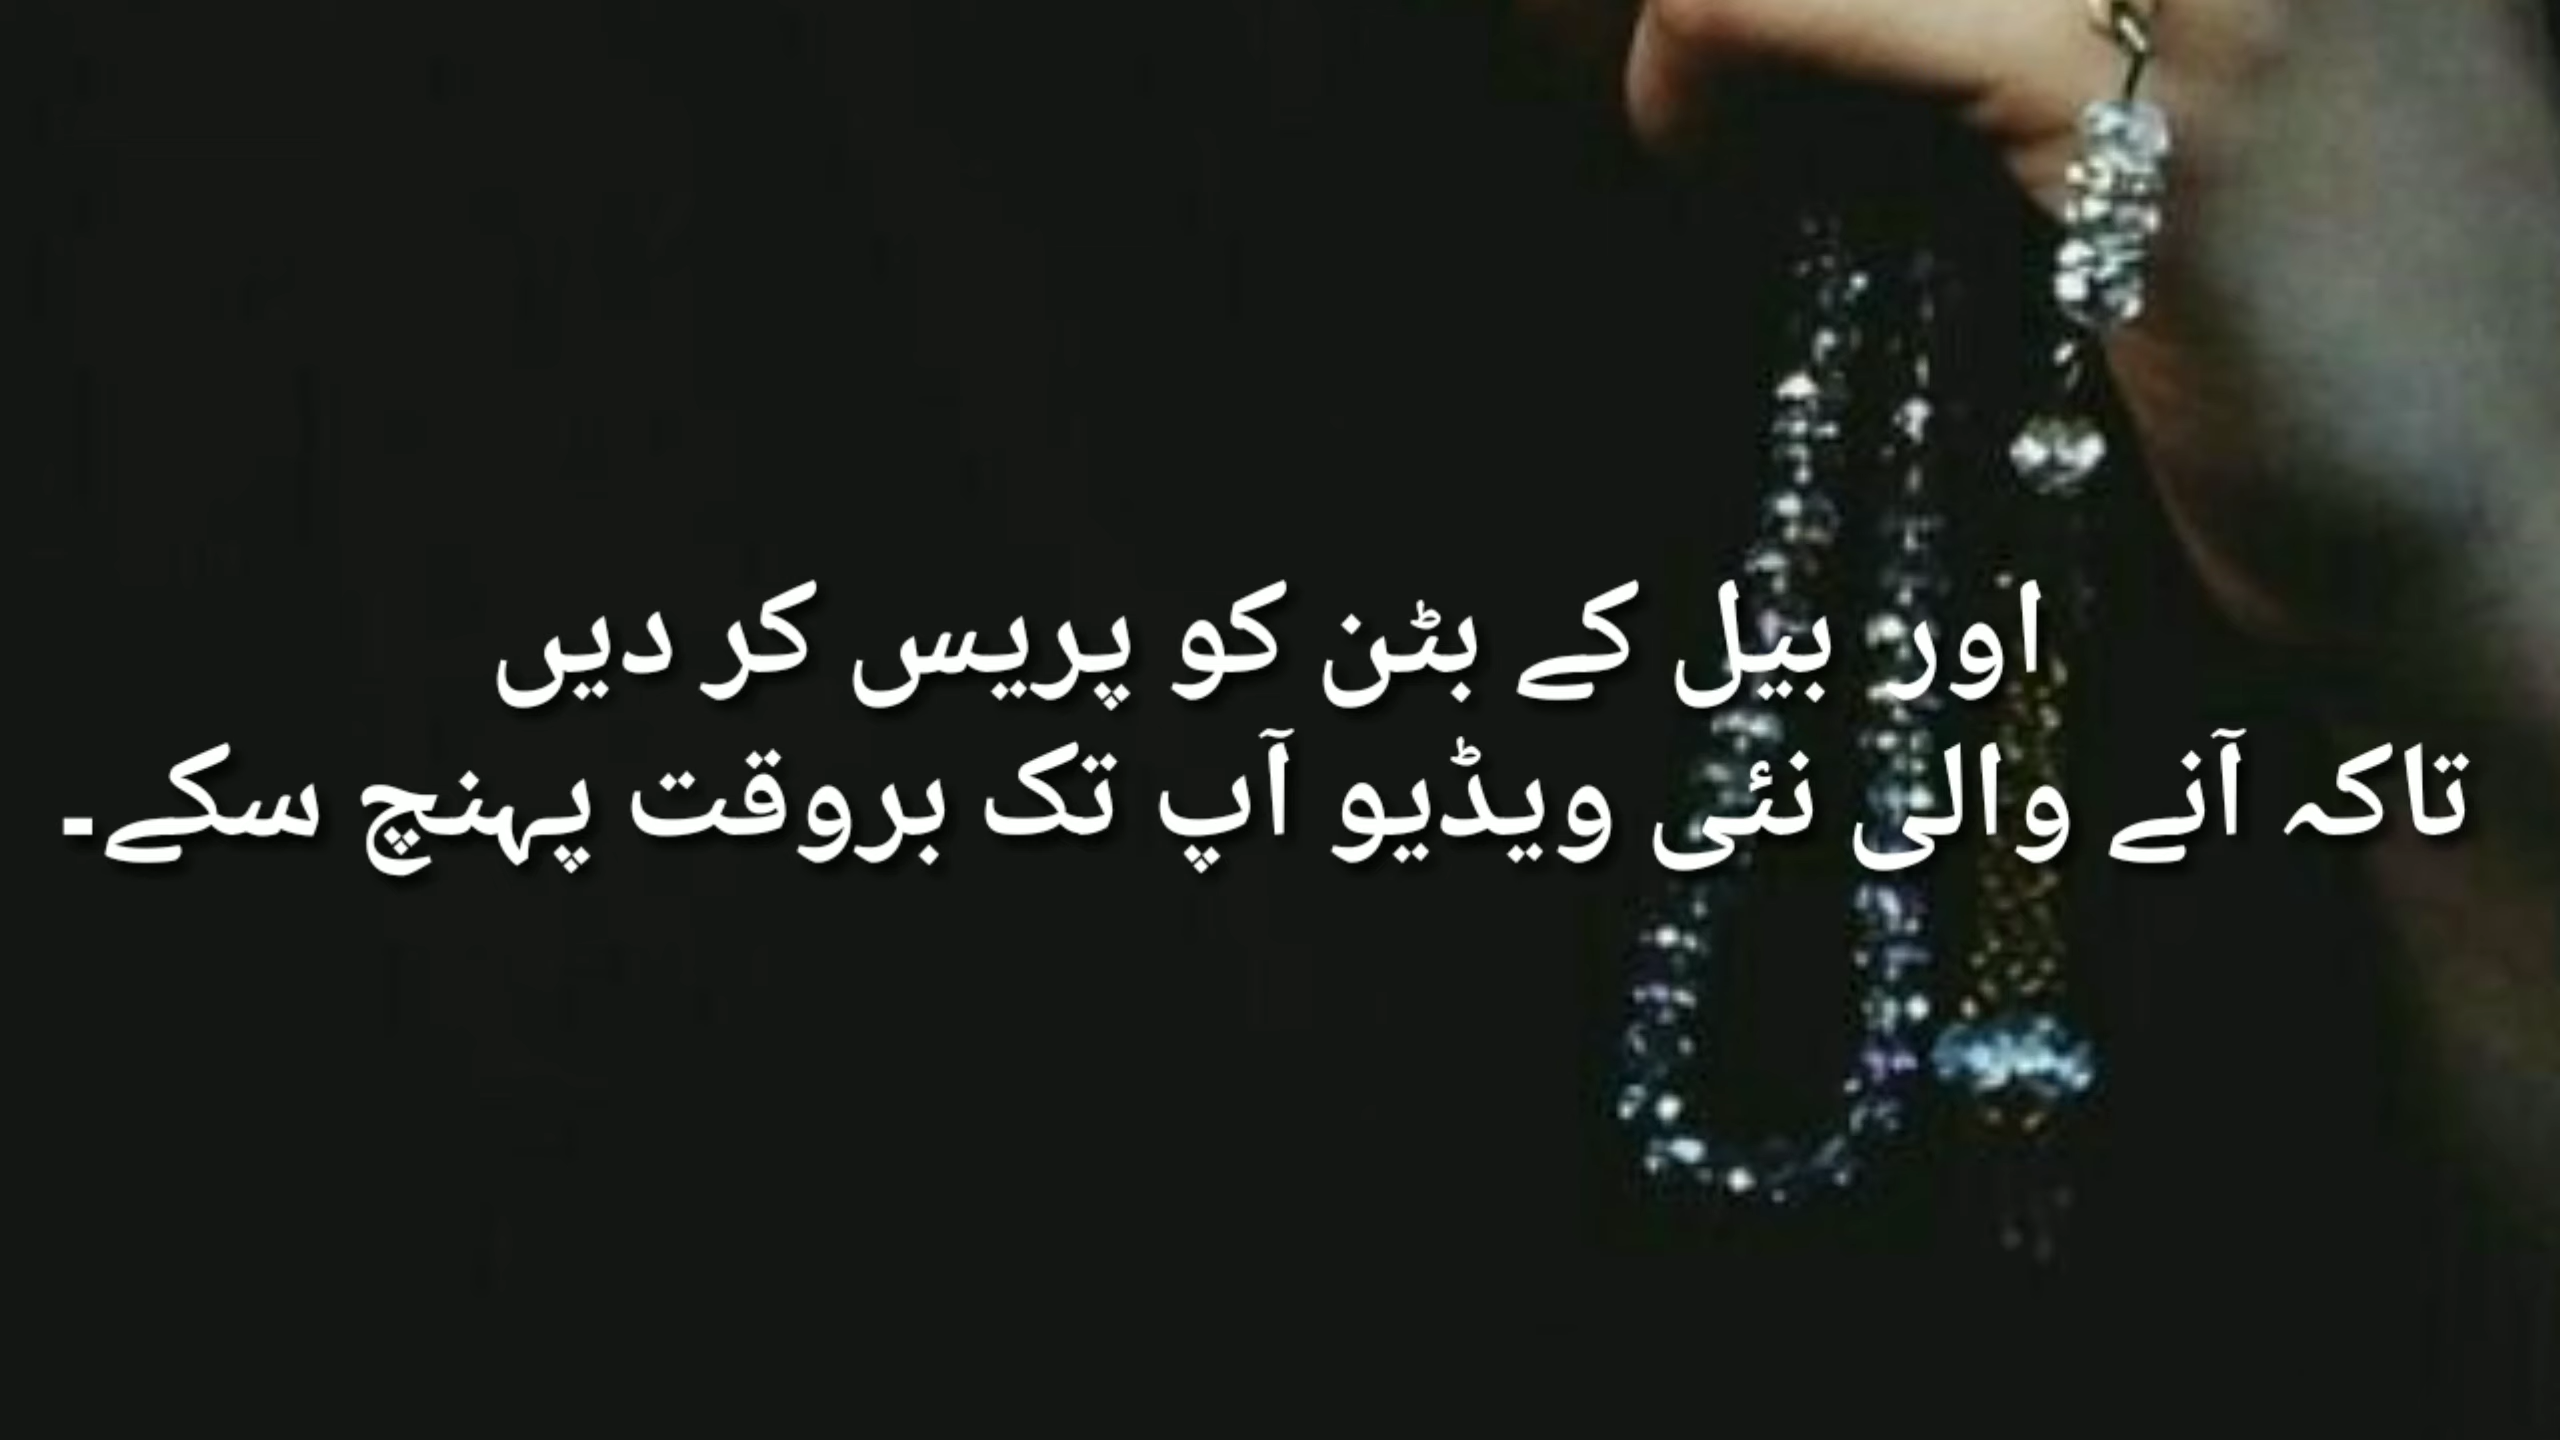 اور بیل کے بٹن کو پریس کر دیں
تاکہ آنے والی نئی ویڈیو آپ تک بروقت پہنچ سکے۔